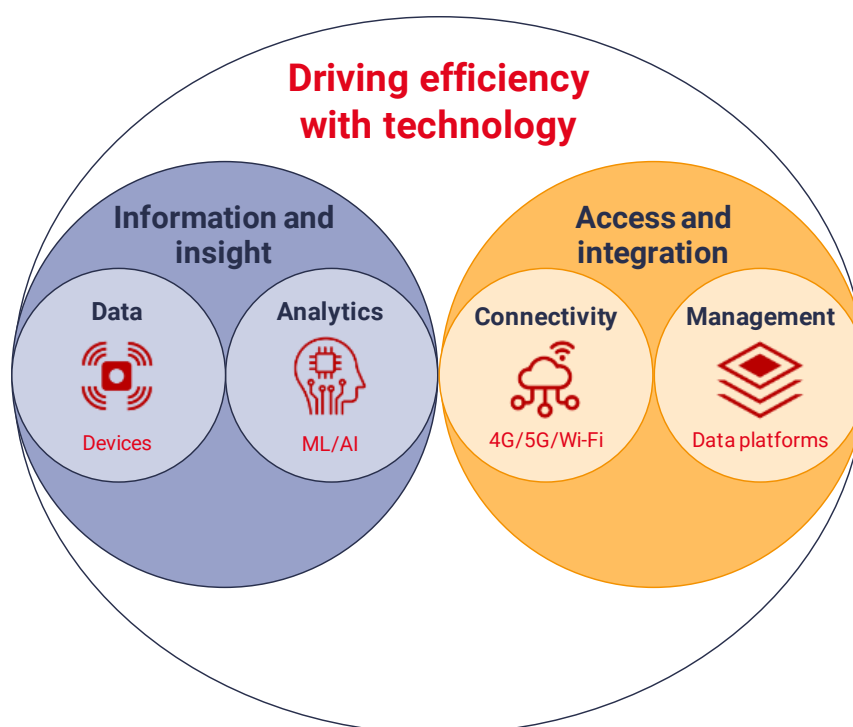 Driving efficiency
with technology
Information and
insight
Access and
integration
Data
Analytics
Connectivity
Management
Devices
ML/AI
4G/5G/Wi-Fi
Data platforms